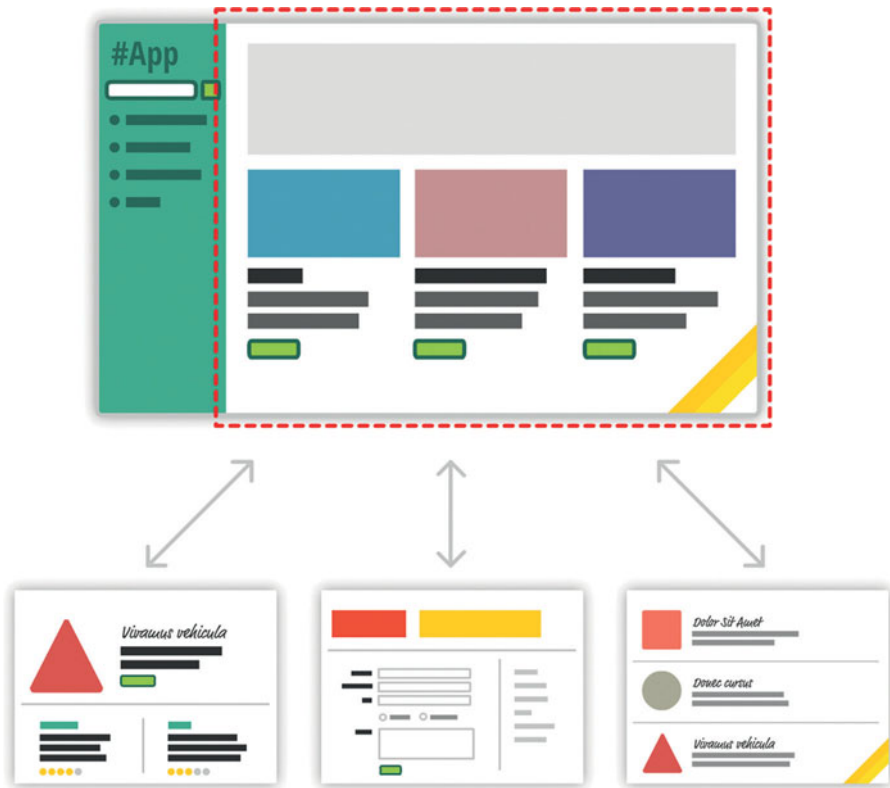 #App
Vivamus vehicula
Dolor Sit Amet
Donec cursus
Vivamus vehicula